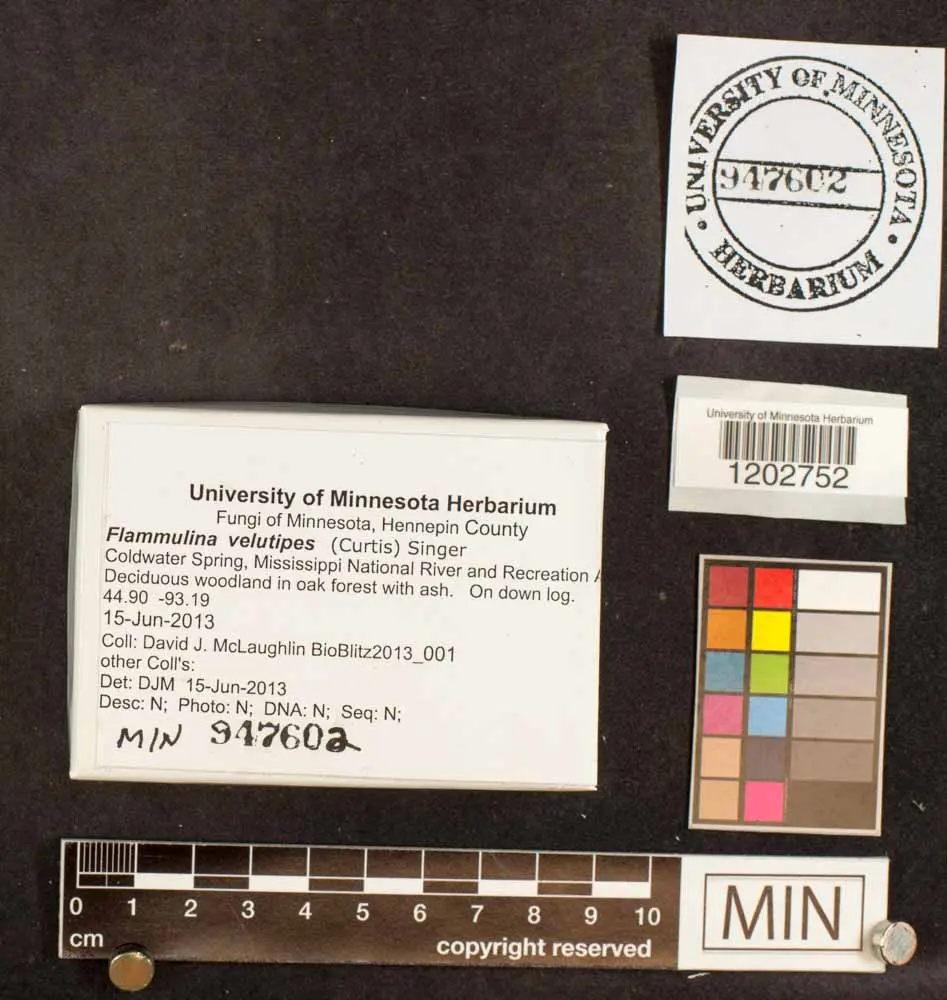 UNIVERSITY OF MINNESOTA
947602
HERBARIUM
University of Minnesota Herbarium
1202752
University of Minnesota Herbarium
Fungi of Minnesota, Hennepin County
Flammulina velutipes (Curtis) Singer
Coldwater Spring, Mississippi National River and Recreation A
Deciduous woodland in oak forest with ash. On down log.
44.90 -93.19
15-Jun-2013
Coll: David J. McLaughlin BioBlitz2013_001
other Coll's:
Det: DJM 15-Jun-2013
Desc: N; Photo: N; DNA: N; Seq: N;
MIN 947602
0 1 2 3 4 5 6 7 8 9 10
cm
copyright reserved
MIN